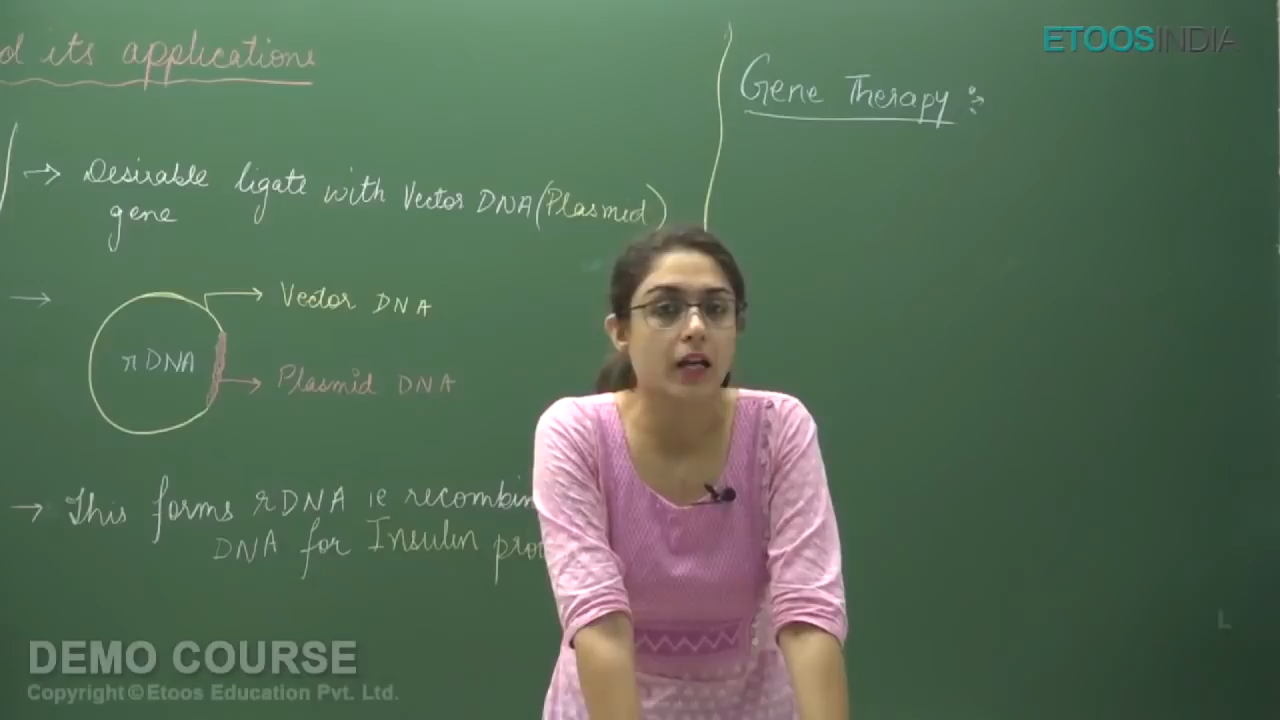 d its applications
→ Desirable ligate with Vector DNA (Plasmid)
gene
→ Vector DNA
rDNA
→ Plasmid DNA
→ This forms rDNA ie recombin
DNA for Insulin pro
Gene Therapy :→
ETOOSINDIA
L
DEMO COURSE
Copyright © Etoos Education Pvt. Ltd.